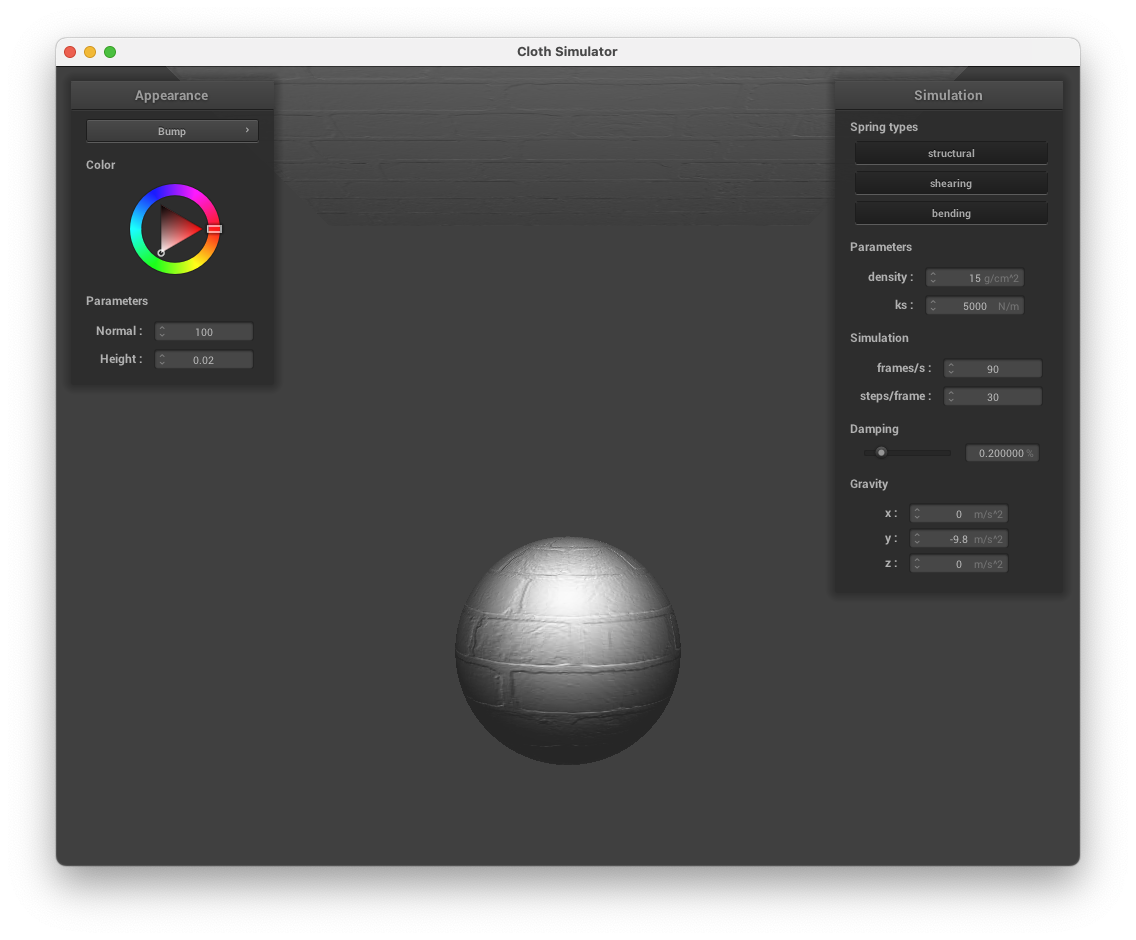 Cloth Simulator
Appearance
Bump
Color
Parameters
Normal : 100
Height : 0.02
Simulation
Spring types
structural
shearing
bending
Parameters
density : 15 g/cm^2
ks : 5000 N/m
Simulation
frames/s : 90
steps/frame : 30
Damping
0.200000 %
Gravity
x : 0 m/s^2
y : -9.8 m/s^2
z : 0 m/s^2